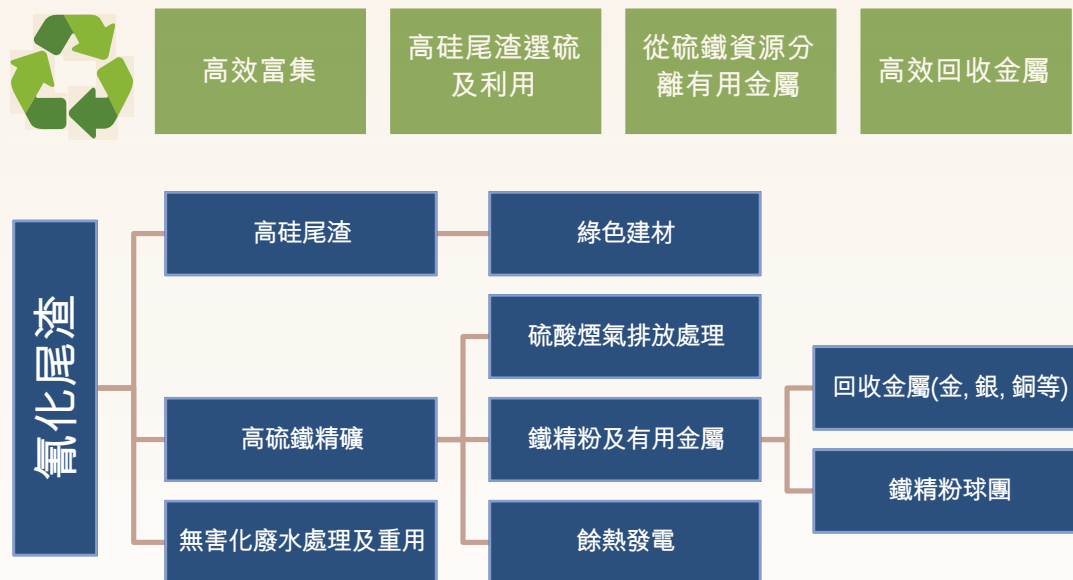 高效富集
高硅尾渣選硫
及利用
從硫鐵資源分
離有用金屬
高效回收金屬
氰化尾渣
高硅尾渣
綠色建材
硫酸煙氣排放處理
高硫鐵精礦
鐵精粉及有用金屬
回收金屬(金, 銀, 銅等)
鐵精粉球團
無害化廢水處理及重用
餘熱發電